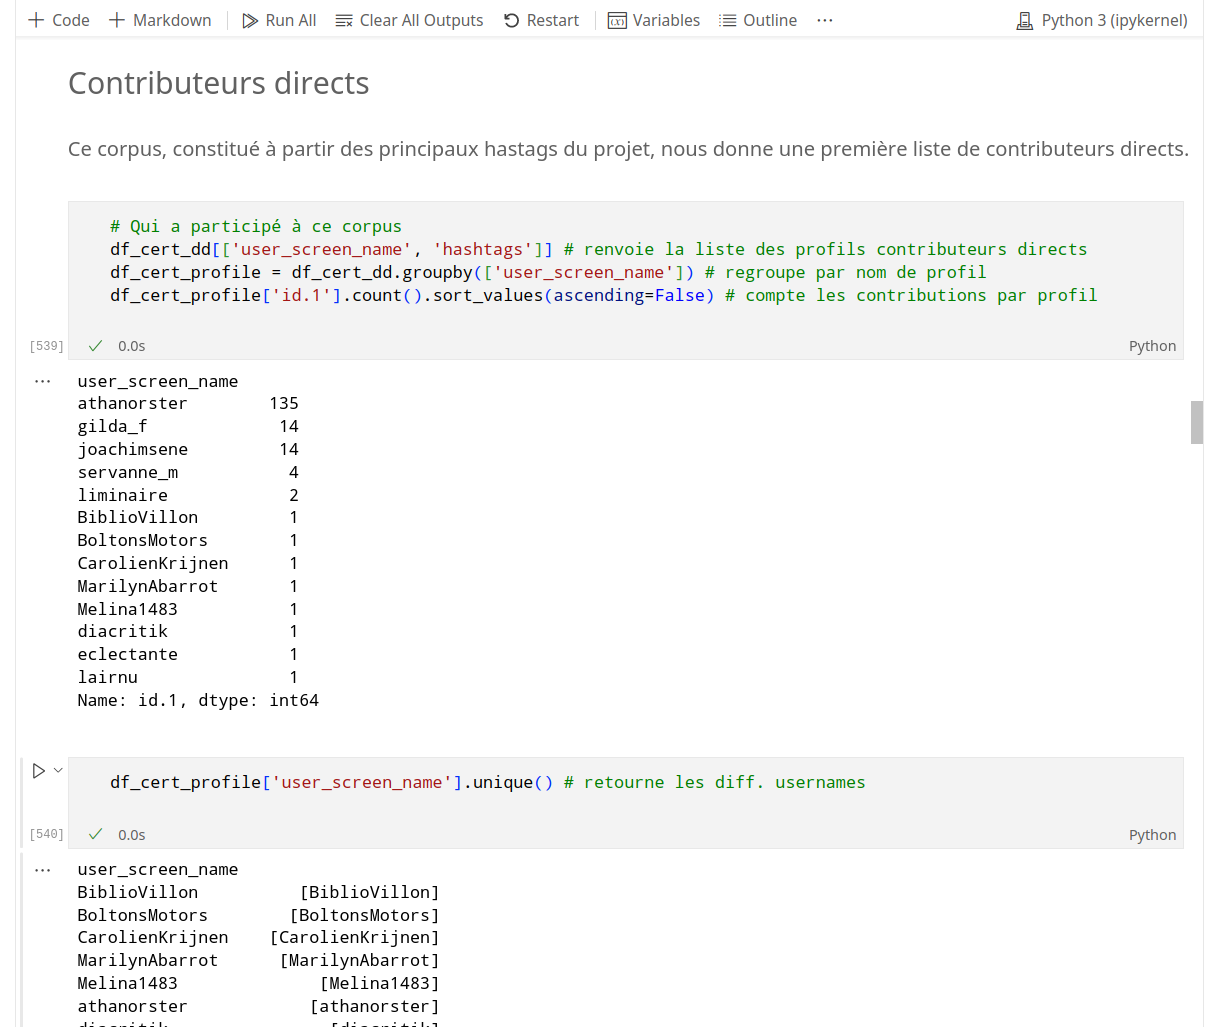 Code Markdown Run All Clear All Outputs Restart Variables Outline ... Python 3 (ipykernel)
Contributeurs directs
Ce corpus, constitué à partir des principaux hastags du projet, nous donne une première liste de contributeurs directs.
# Qui a participé à ce corpus
df_cert_dd[['user_screen_name', 'hashtags']] # renvoie la liste des profils contributeurs directs
df_cert_profile = df_cert_dd.groupby(['user_screen_name']) # regroupe par nom de profil
df_cert_profile['id.1'].count().sort_values(ascending=False) # compte les contributions par profil
[539] 0.0s Python
... user_screen_name
athanorster 135
gilda_f 14
joachimsene 14
servanne_m 4
liminaire 2
BiblioVillon 1
BoltonsMotors 1
CarolienKrijnen 1
MarilynAbarrot 1
Melina1483 1
diacritik 1
eclectante 1
lairnu 1
Name: id.1, dtype: int64
df_cert_profile['user_screen_name'].unique() # retourne les diff. usernames
[540] 0.0s Python
... user_screen_name
BiblioVillon [BiblioVillon]
BoltonsMotors [BoltonsMotors]
CarolienKrijnen [CarolienKrijnen]
MarilynAbarrot [MarilynAbarrot]
Melina1483 [Melina1483]
athanorster [athanorster]
diacritik [diacritik]